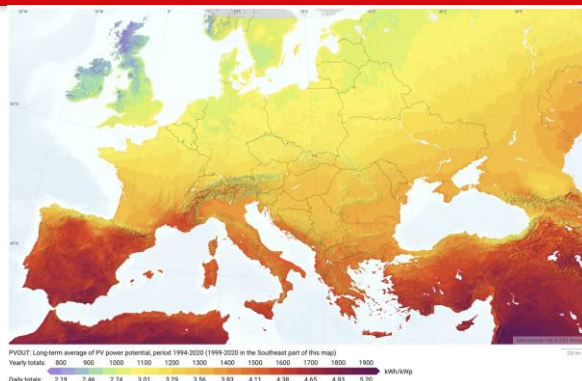 PVOUT: Long-term average of PV power potential, period 1994-2020 (1999-2020 in the Southeast part of this map)
Yearly totals: 800 900 1000 1100 1200 1300 1400 1500 1600 1700 1800 1900
kWh/kWp
Daily totals: 2.19 2.46 2.74 3.01 3.29 3.56 3.83 4.11 4.38 4.65 4.93 5.20